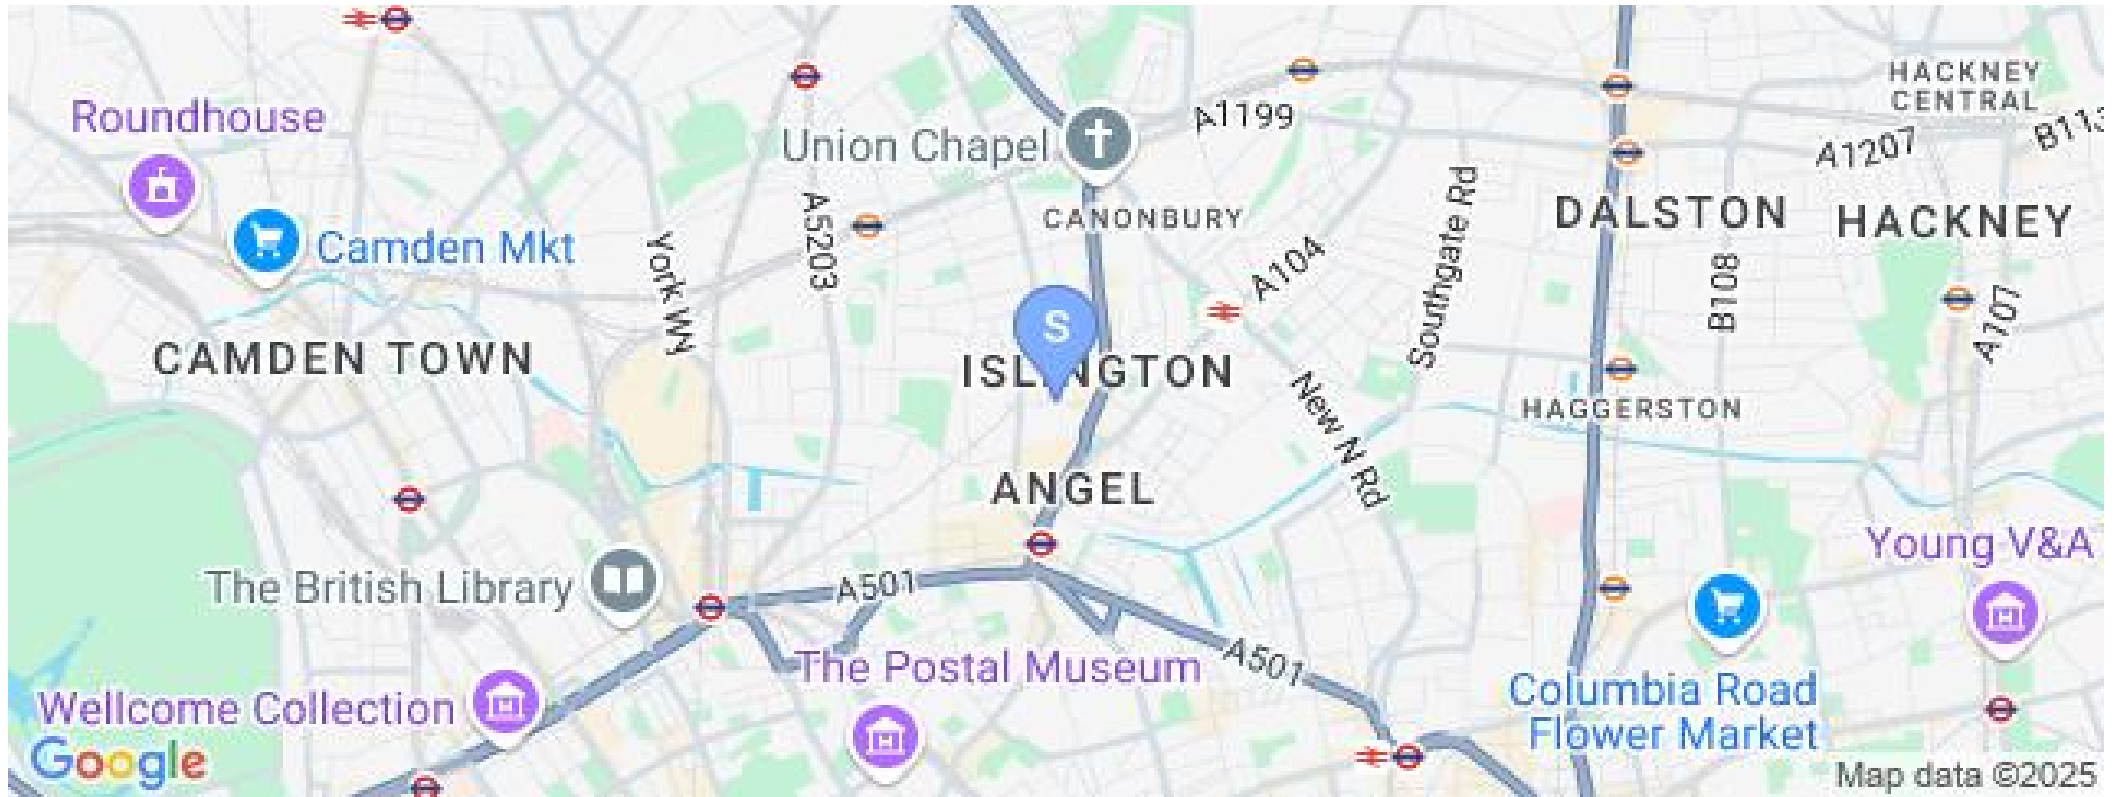 Roundhouse
Union Chapel
A1199
HACKNEY
CENTRAL
A1207
B113
Camden Mkt
York Wy
A5203
CANONBURY
A104
Southgate Rd
DALSTON
HACKNEY
B108
A107
CAMDEN TOWN
S
ISLINGTON
New N Rd
HAGGERSTON
ANGEL
The British Library
A501
Young V&A
The Postal Museum
A501
Wellcome Collection
Columbia Road
Flower Market
Google
Map data ©2025